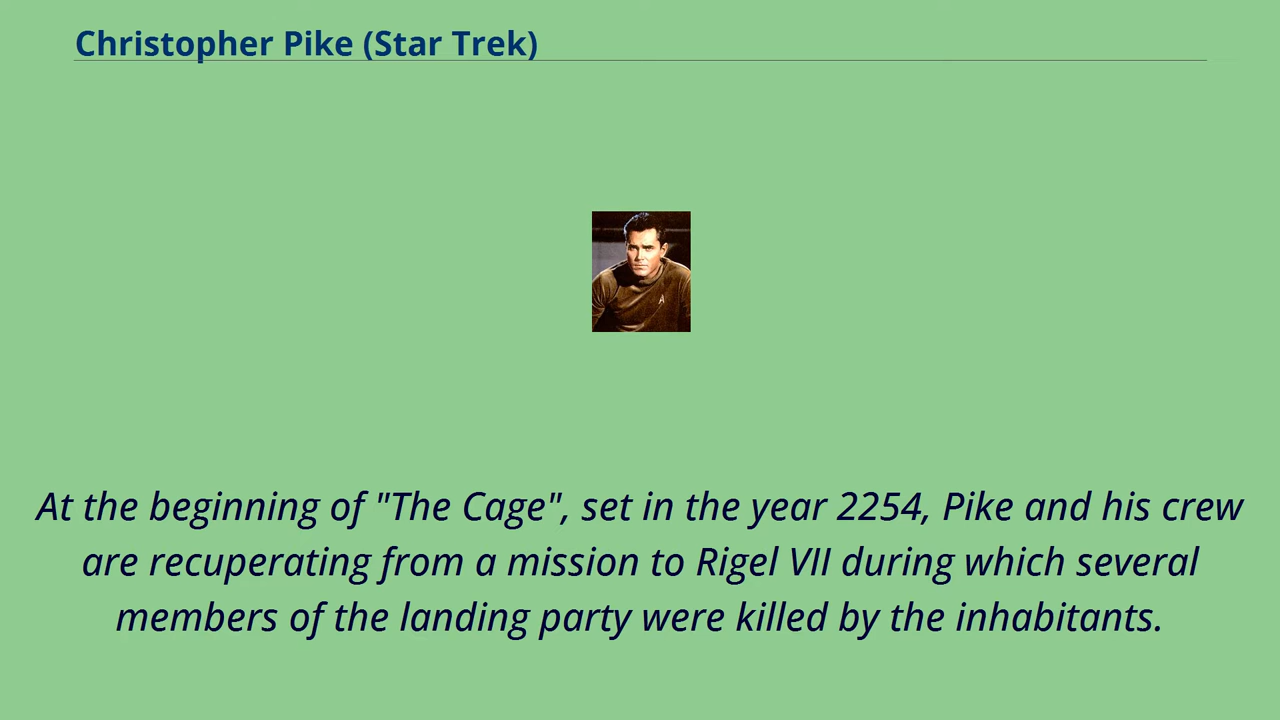 Christopher Pike (Star Trek)
At the beginning of "The Cage", set in the year 2254, Pike and his crew
are recuperating from a mission to Rigel VII during which several
members of the landing party were killed by the inhabitants.